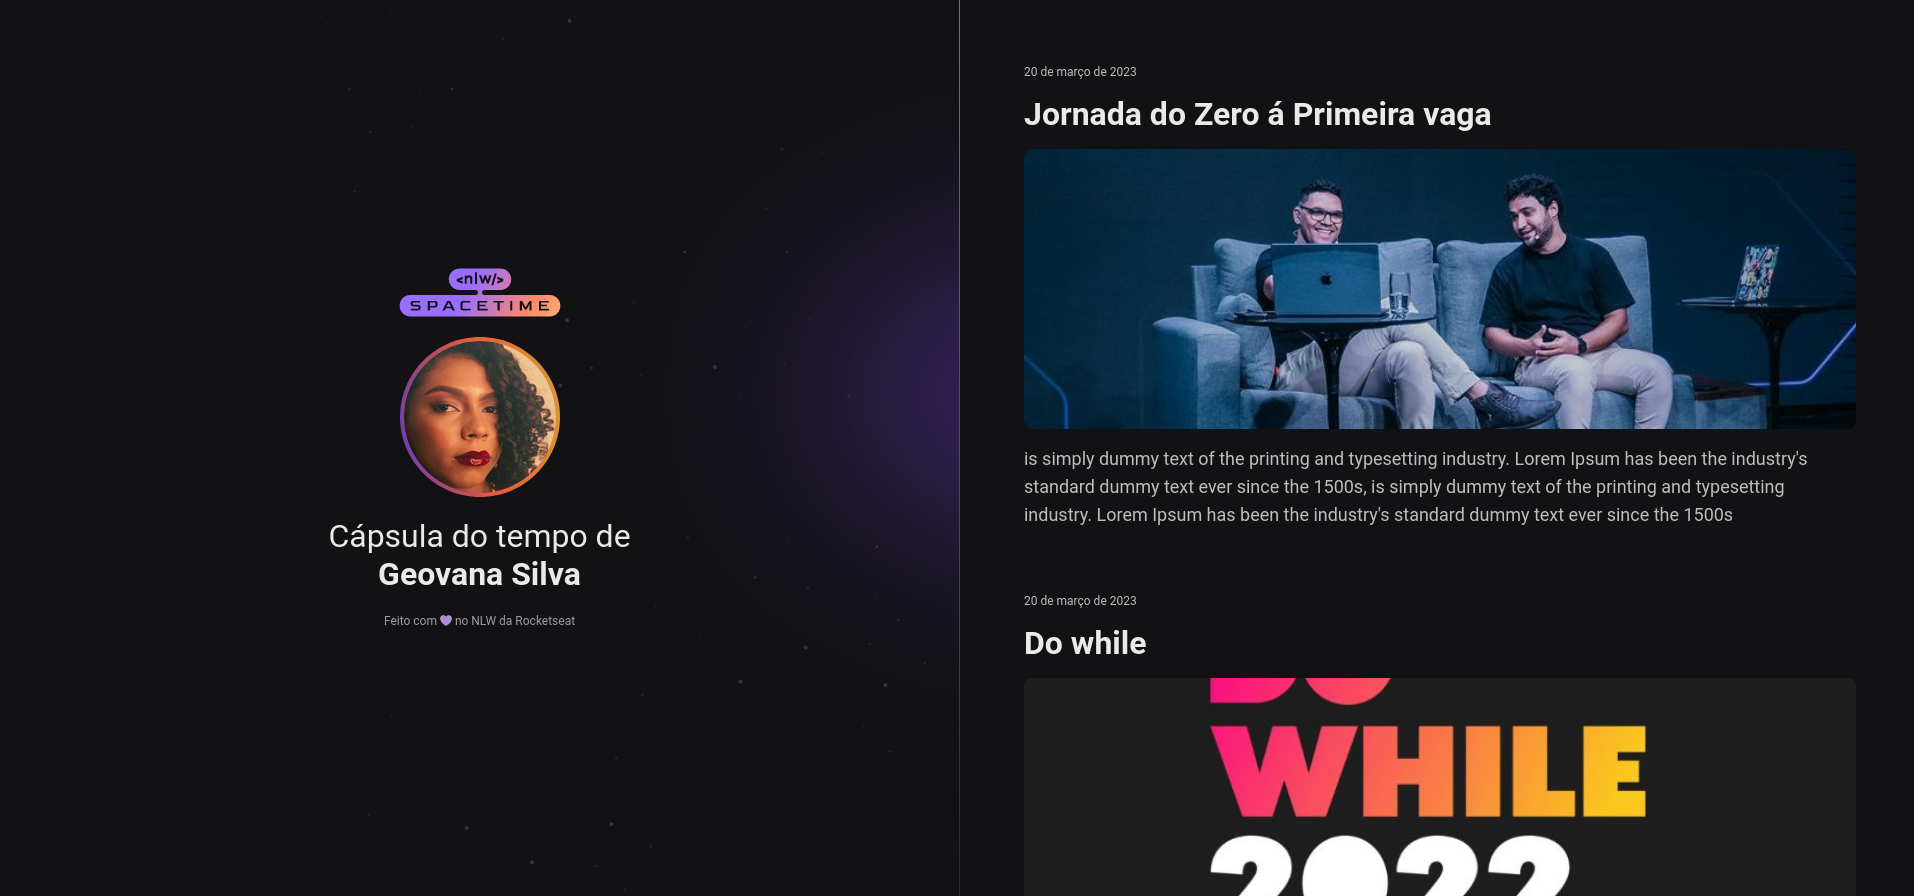 <nlw/>
SPACETIME
Cápsula do tempo de
Geovana Silva
Feito com 💜 no NLW da Rocketseat
20 de março de 2023
Jornada do Zero á Primeira vaga
is simply dummy text of the printing and typesetting industry. Lorem Ipsum has been the industry's
standard dummy text ever since the 1500s, is simply dummy text of the printing and typesetting
industry. Lorem Ipsum has been the industry's standard dummy text ever since the 1500s
20 de março de 2023
Do while
DO
WHILE
2022